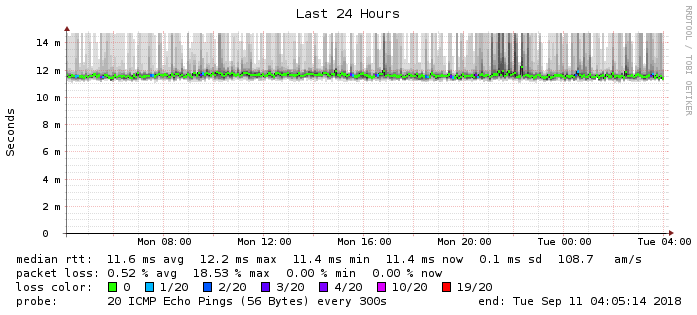 Last 24 Hours
RRDTOOL / TOBI OETIKER
Seconds
14 m
12 m
10 m
8 m
6 m
4 m
2 m
0
Mon 08:00 Mon 12:00 Mon 16:00 Mon 20:00 Tue 00:00 Tue 04:00
median rtt: 11.6 ms avg 12.2 ms max 11.4 ms min 11.4 ms now 0.1 ms sd 108.7 am/s
packet loss: 0.52 % avg 18.53 % max 0.00 % min 0.00 % now
loss color: 0 1/20 2/20 3/20 4/20 10/20 19/20
probe: 20 ICMP Echo Pings (56 Bytes) every 300s end: Tue Sep 11 04:05:14 2018